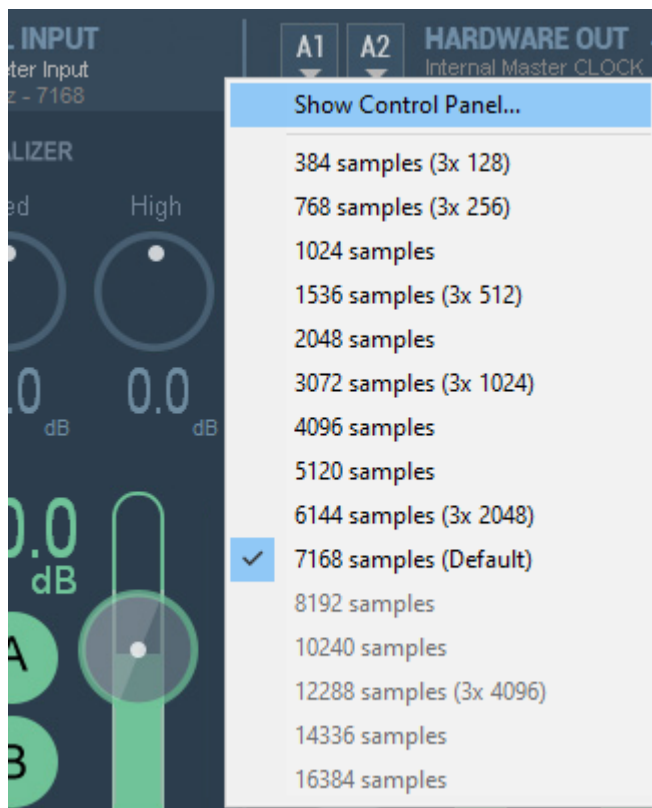 L INPUT
eter Input
z - 7168
A1 A2 HARDWARE OUT
Internal Master CLOCK
ALIZER
ed High
.0 0.0
dB dB
0.0
dB
A
B
Show Control Panel...
384 samples (3x 128)
768 samples (3x 256)
1024 samples
1536 samples (3x 512)
2048 samples
3072 samples (3x 1024)
4096 samples
5120 samples
6144 samples (3x 2048)
7168 samples (Default)
8192 samples
10240 samples
12288 samples (3x 4096)
14336 samples
16384 samples